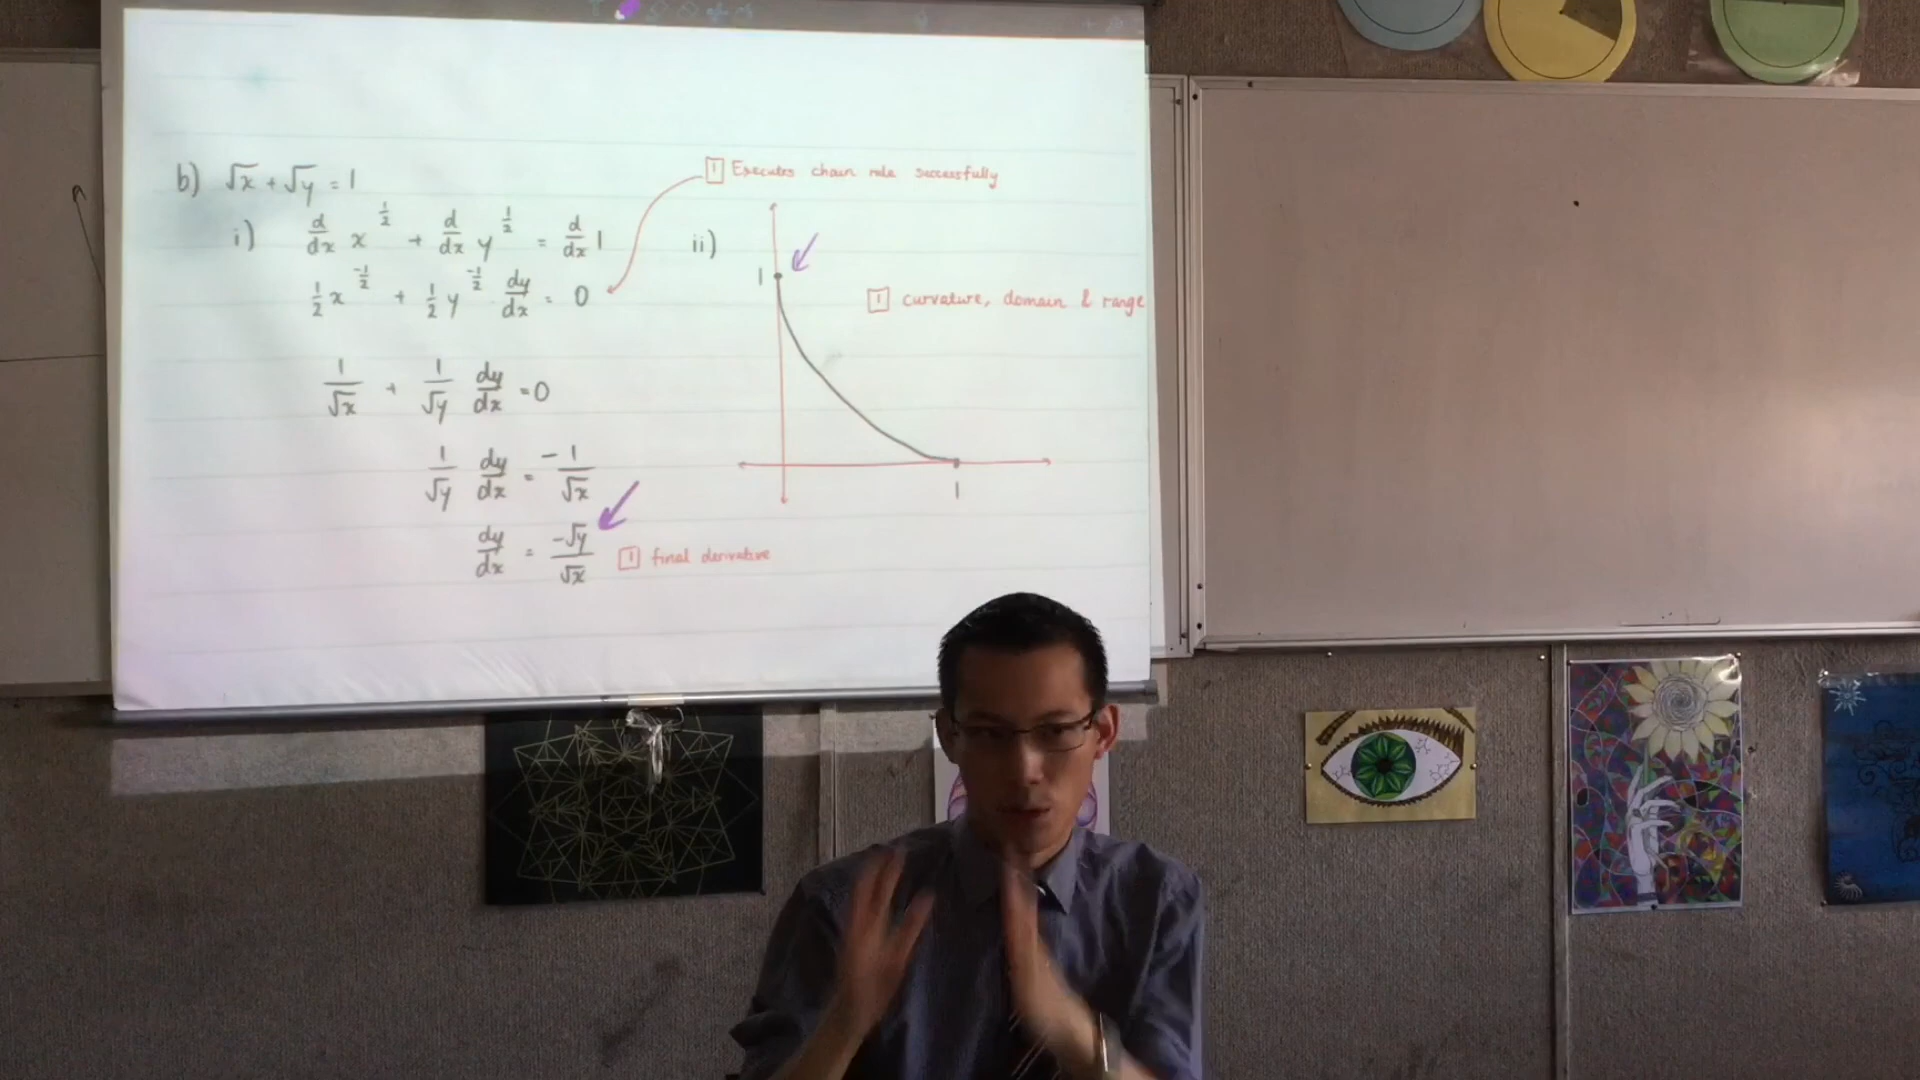 b) √x + √y = 1
i) d/dx x^1/2 + d/dx y^1/2 = d/dx 1
1/2 x^-1/2 + 1/2 y^-1/2 · dy/dx = 0
1/√x + 1/√y dy/dx = 0
1/√y dy/dx = -1/√x
dy/dx = -√y/√x
1 final derivative
1 Executes chain rule successfully
ii)
1
1 curvature, domain & range
1